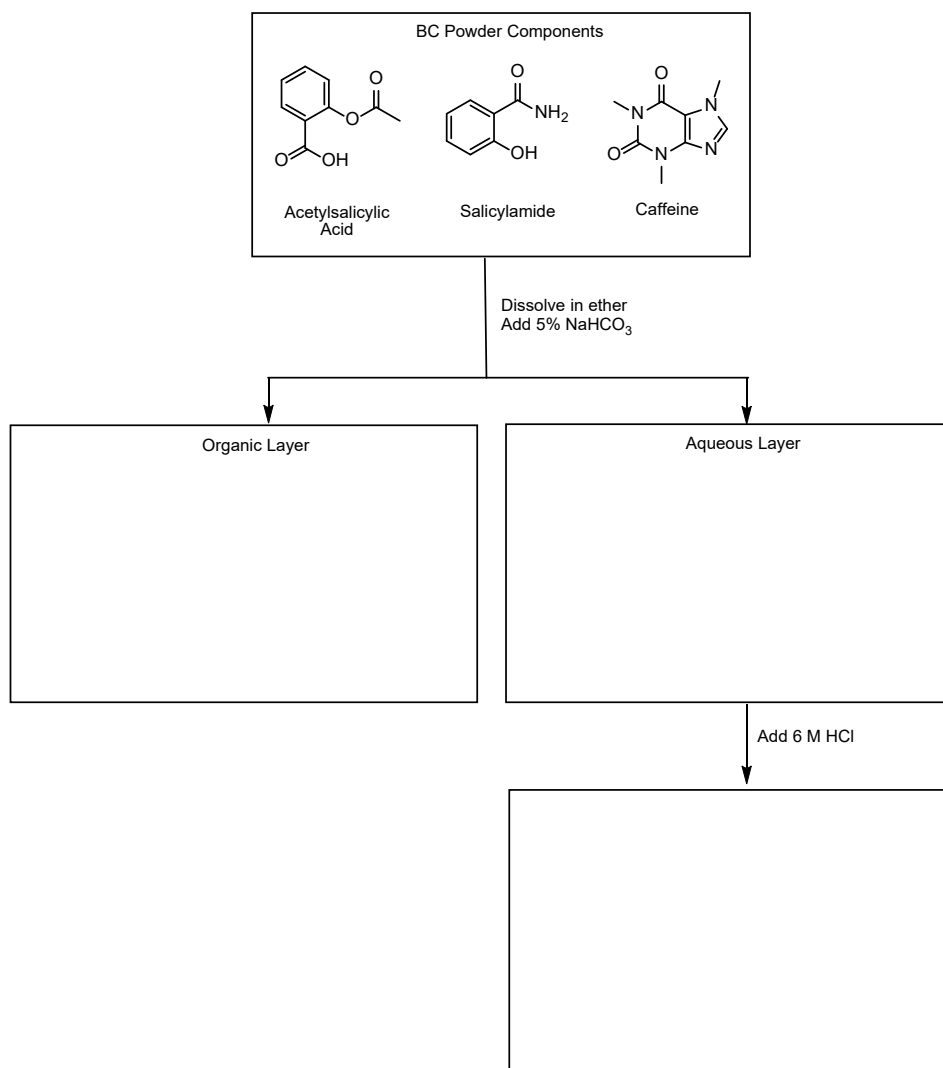 BC Powder Components
O
O
O
N
N
O
NH2
N
O
N
O
OH
OH
Acetylsalicylic
Acid
Salicylamide
Caffeine
Dissolve in ether
Add 5% NaHCO3
Organic Layer
Aqueous Layer
Add 6 M HCl